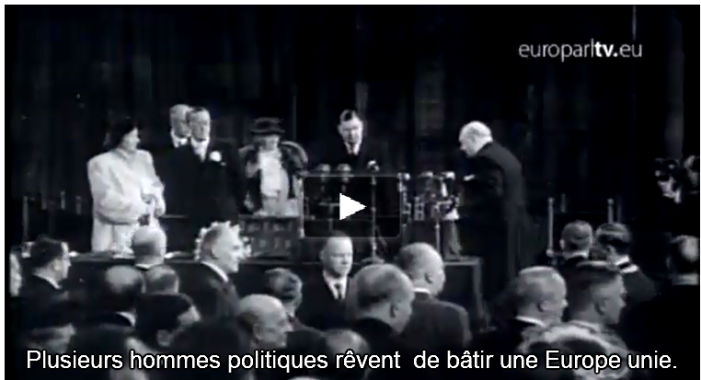 europarltv.eu
Plusieurs hommes politiques rêvent de bâtir une Europe unie.